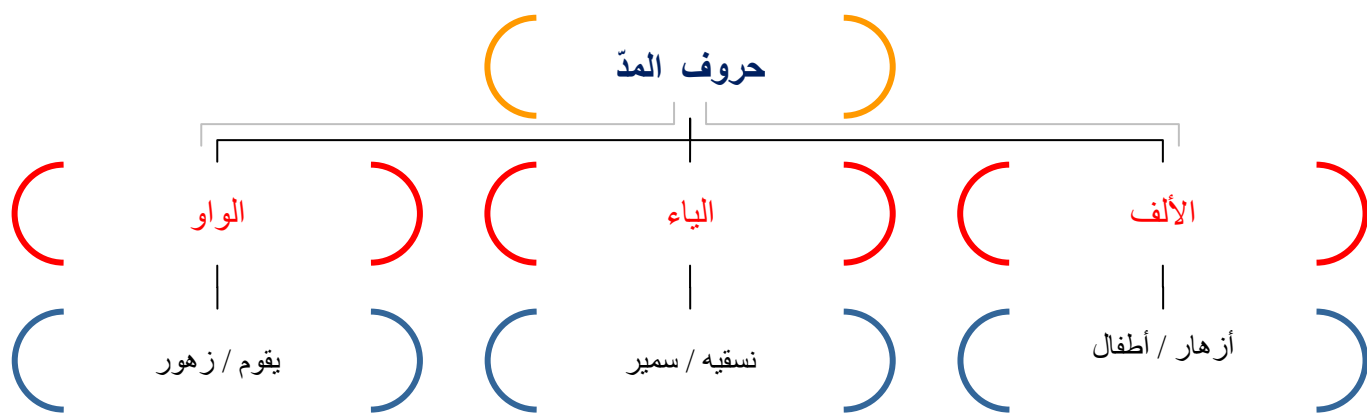 حروف المدّ
الألف
الياء
الواو
أزهار / أطفال
نسقيه / سمير
يقوم / زهور